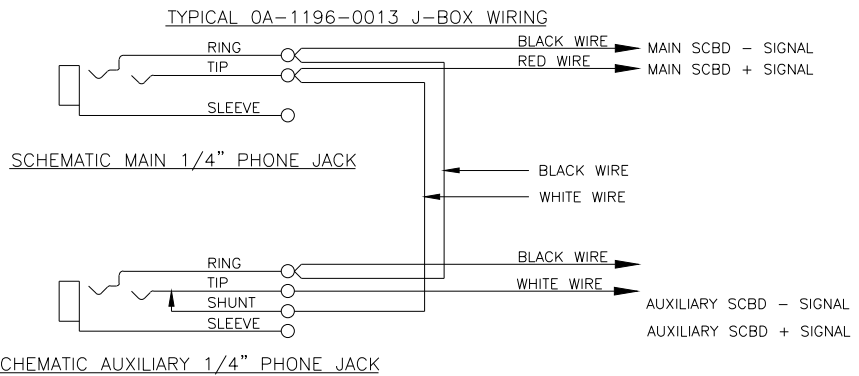 TYPICAL 0A-1196-0013 J-BOX WIRING
RING
BLACK WIRE
MAIN SCBD - SIGNAL
TIP
RED WIRE
MAIN SCBD + SIGNAL
SLEEVE
SCHEMATIC MAIN 1/4" PHONE JACK
BLACK WIRE
WHITE WIRE
RING
BLACK WIRE
TIP
WHITE WIRE
SHUNT
AUXILIARY SCBD - SIGNAL
SLEEVE
AUXILIARY SCBD + SIGNAL
CHEMATIC AUXILIARY 1/4" PHONE JACK